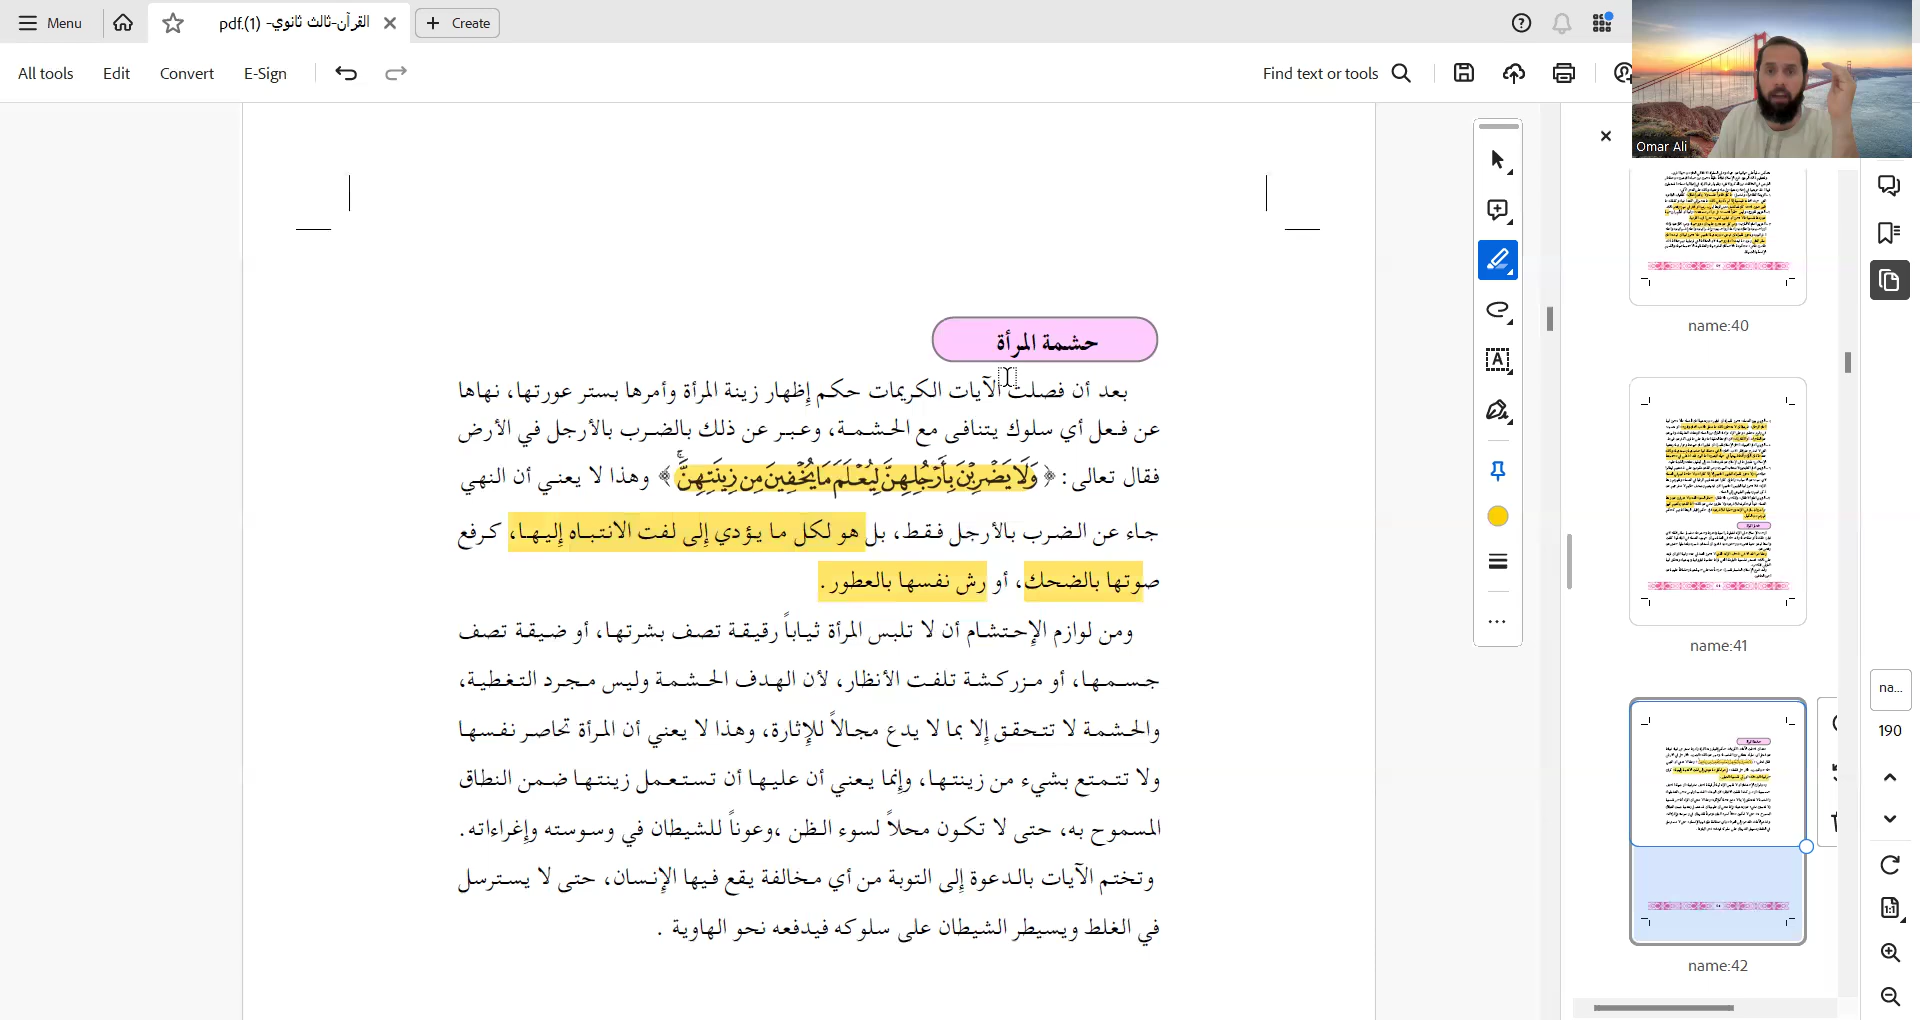 Menu
القرآن-ثالث ثانوي- (1).pdf
Create
All tools
Edit
Convert
E-Sign
Find text or tools
Omar Ali
حشمة المرأة
بعد أن فصلت الآيات الكريمات حكم إظهار زينة المرأة وأمرها بستر عورتها، نهاها
عن فعل أي سلوك يتنافى مع الحشمة، وعبر عن ذلك بالضرب بالأرجل في الأرض
فقال تعالى: ﴿وَلَا يَضْرِبْنَ بِأَرْجُلِهِنَّ لِيُعْلَمَ مَا يُخْفِينَ مِن زِينَتِهِنَّۚ﴾ وهذا لا يعني أن النهي
جاء عن الضرب بالأرجل فقط، بل هو لكل ما يؤدي إلى لفت الانتباه إليها، كرفع
صوتها بالضحك، أو رش نفسها بالعطور.
ومن لوازم الإحتشام أن لا تلبس المرأة ثياباً رقيقة تصف بشرتها، أو ضيقة تصف
جسمها، أو مزركشة تلفت الأنظار، لأن الهدف الحشمة وليس مجرد التغطية،
والحشمة لا تتحقق إلا بما لا يدع مجالاً للإثارة، وهذا لا يعني أن المرأة تحاصر نفسها
ولا تتمتع بشيء من زينتها، وإنما يعني أن عليها أن تستعمل زينتها ضمن النطاق
المسموح به، حتى لا تكون محلاً لسوء الظن ،وعوناً للشيطان في وسوسته وإغراءاته.
وتختم الآيات بالدعوة إلى التوبة من أي مخالفة يقع فيها الإنسان، حتى لا يسترسل
في الغلط ويسيطر الشيطان على سلوكه فيدفعه نحو الهاوية .
name:40
name:41
name:42
na...
190